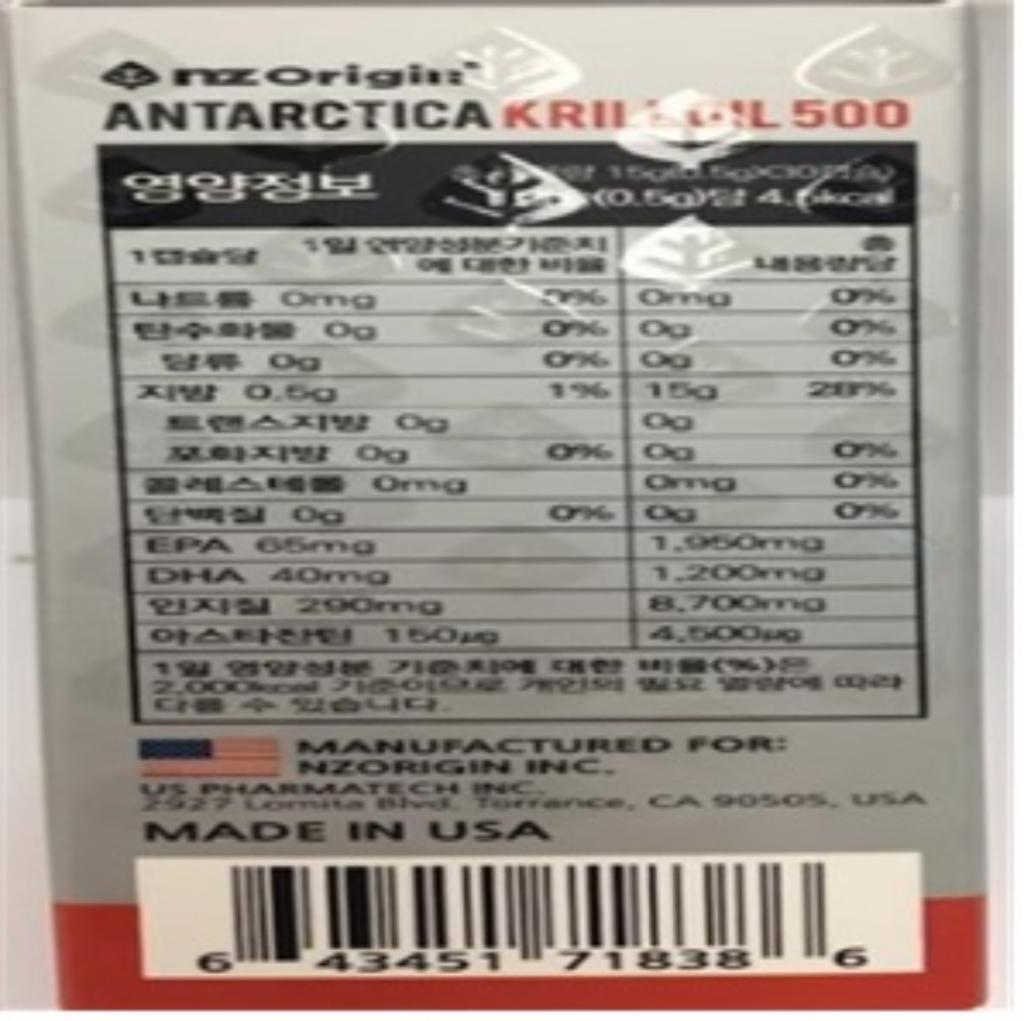 nzOrigin
ANTARCTICA KRILL OIL 500
영양정보
15g(0.5g)X30캡슐)
(0.5g)당 4.5kcal
1캡슐당 1일 영양성분기준치에 대한 비율 총 내용량당
나트륨 0mg 0% 0mg 0%
탄수화물 0g 0% 0g 0%
당류 0g 0% 0g 0%
지방 0.5g 1% 15g 28%
트랜스지방 0g 0g
포화지방 0g 0% 0g 0%
콜레스테롤 0mg 0mg 0%
단백질 0g 0% 0g 0%
EPA 65mg 1,950mg
DHA 40mg 1,200mg
인지질 290mg 8,700mg
아스타잔틴 150µg 4,500µg
1일 영양성분 기준치에 대한 비율(%)은
2,000kcal 기준이므로 개인의 필요 열량에 따라
다를 수 있습니다.
MANUFACTURED FOR:
NZORIGIN INC.
US PHARMATECH INC.
2927 Lomita Blvd. Torrance, CA 90505, USA
MADE IN USA
6 43451 71838 6